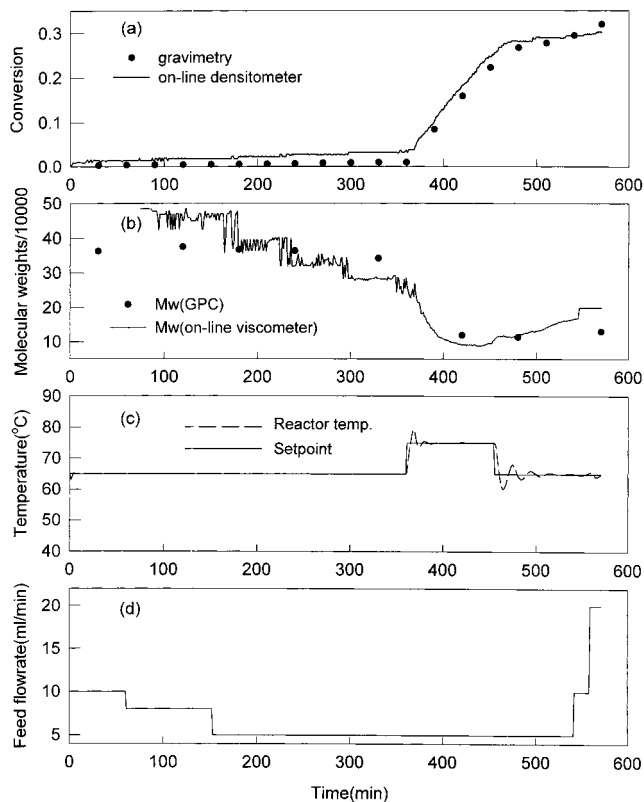 (a)
gravimetry
on-line densitometer
Conversion
0.3
0.2
0.1
0.0
0 100 200 300 400 500 600
(b)
Mw(GPC)
Mw(on-line viscometer)
Molecular weights/10000
50
40
30
20
10
0 100 200 300 400 500 600
(c)
Reactor temp.
Setpoint
Temperature(°C)
90
80
70
60
50
40
0 100 200 300 400 500 600
(d)
Feed flowrate(ml/min)
20
15
10
5
0 100 200 300 400 500 600
Time(min)